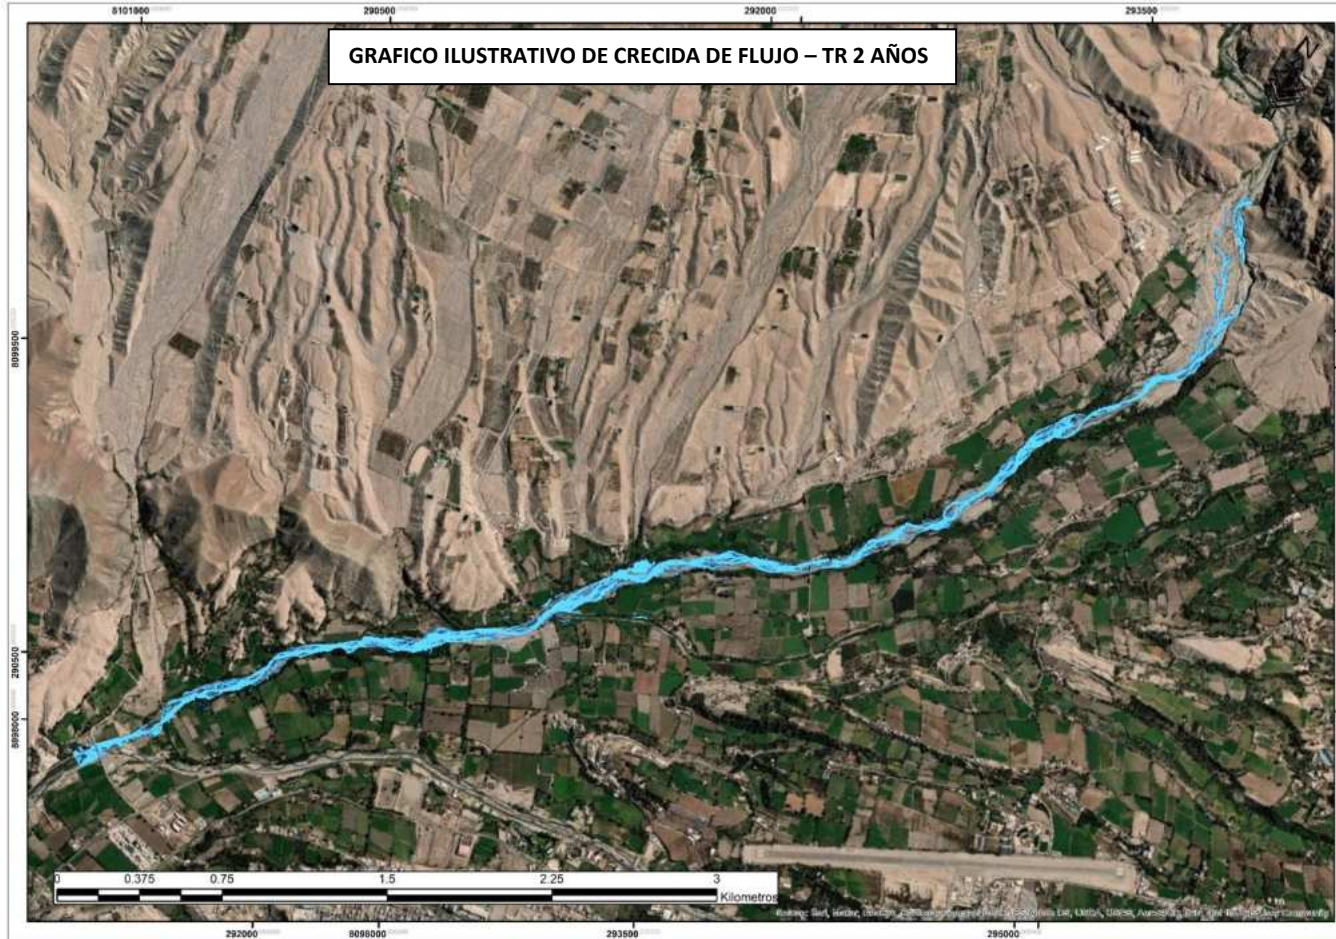 8101000 290500 292000 293500
GRAFICO ILUSTRATIVO DE CRECIDA DE FLUJO – TR 2 AÑOS
N
8099500
290500
8098000
0 0.375 0.75 1.5 2.25 3
Kilometros
292000 8098000 293500 295000